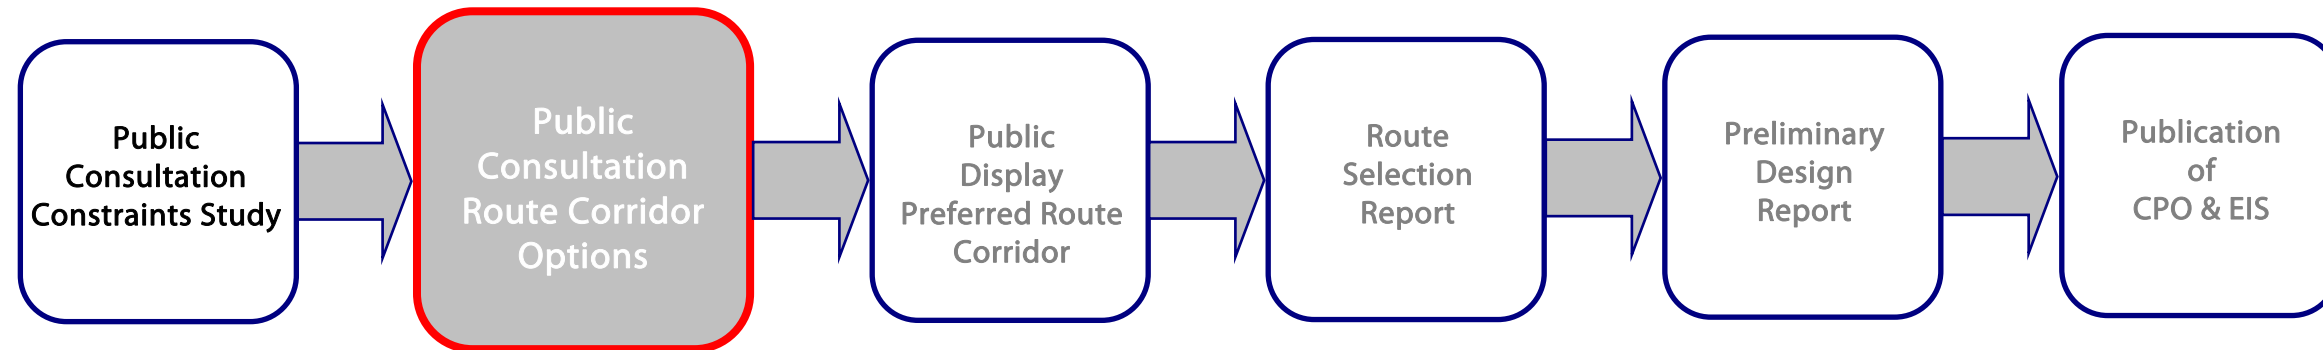 Public
Consultation
Constraints Study
Public
Consultation
Route Corridor
Options
Public
Display
Preferred Route
Corridor
Route
Selection
Report
Preliminary
Design
Report
Publication
of
CPO & EIS